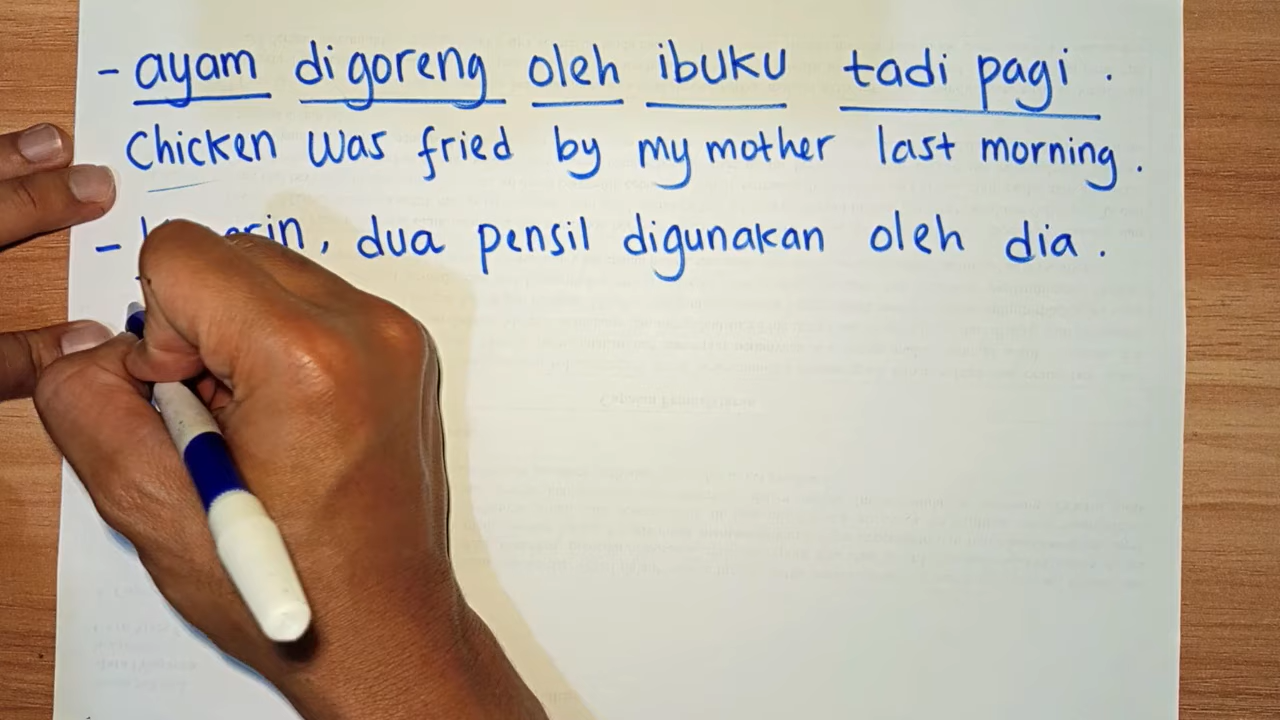 - ayam digoreng oleh ibuku tadi pagi .
Chicken was fried by my mother last morning .
- dua pensil digunakan oleh dia .